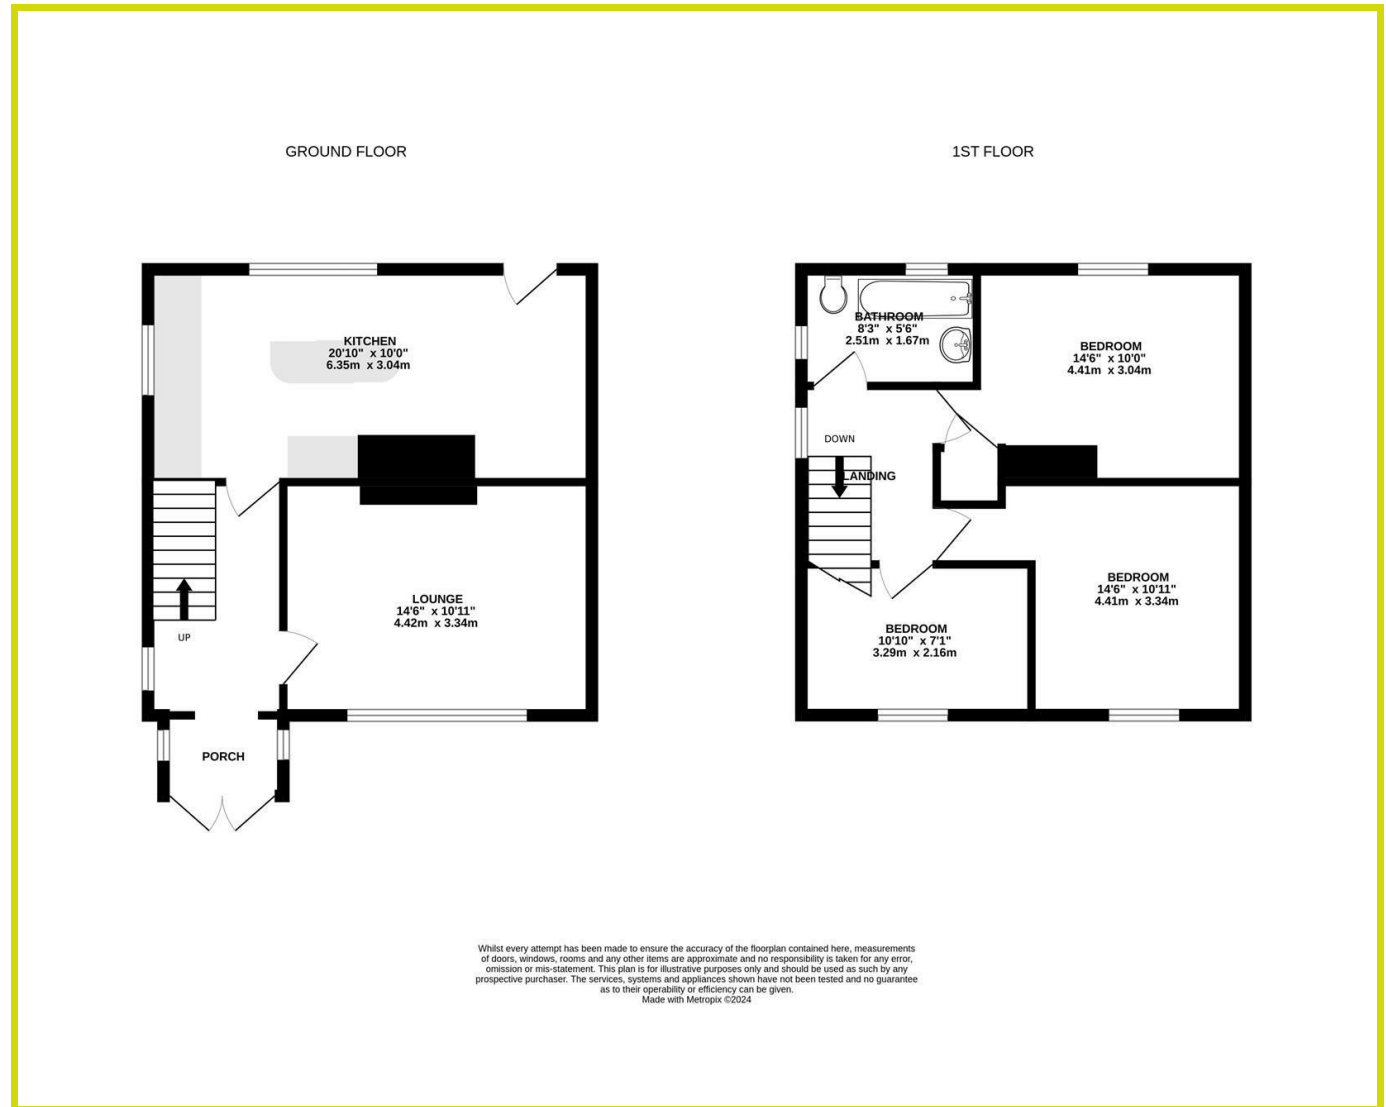 GROUND FLOOR
KITCHEN
20'10" x 10'0"
6.35m x 3.04m
LOUNGE
14'6" x 10'11"
4.42m x 3.34m
UP
PORCH
1ST FLOOR
BATHROOM
8'3" x 5'6"
2.51m x 1.67m
BEDROOM
14'6" x 10'0"
4.41m x 3.04m
DOWN
LANDING
BEDROOM
14'6" x 10'11"
4.41m x 3.34m
BEDROOM
10'10" x 7'1"
3.29m x 2.16m
Whilst every attempt has been made to ensure the accuracy of the floorplan contained here, measurements
of doors, windows, rooms and any other items are approximate and no responsibility is taken for any error,
omission or mis-statement. This plan is for illustrative purposes only and should be used as such by any
prospective purchaser. The services, systems and appliances shown have not been tested and no guarantee
as to their operability or efficiency can be given.
Made with Metropix ©2024